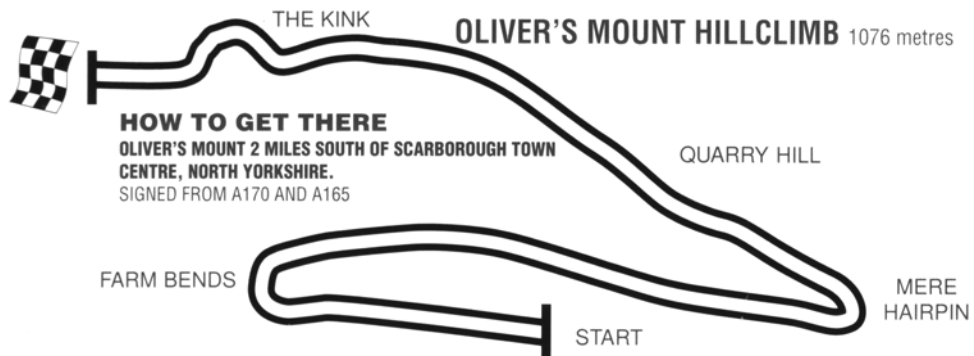 THE KINK
OLIVER'S MOUNT HILLCLIMB 1076 metres
HOW TO GET THERE
OLIVER'S MOUNT 2 MILES SOUTH OF SCARBOROUGH TOWN
CENTRE, NORTH YORKSHIRE.
SIGNED FROM A170 AND A165
QUARRY HILL
FARM BENDS
MERE
HAIRPIN
START